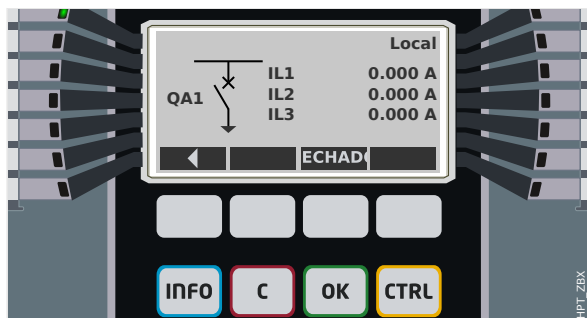 Local
IL1 0.000 A
QA1 IL2 0.000 A
IL3 0.000 A
ECHAD
INFO C OK CTRL
HPT_ZBX